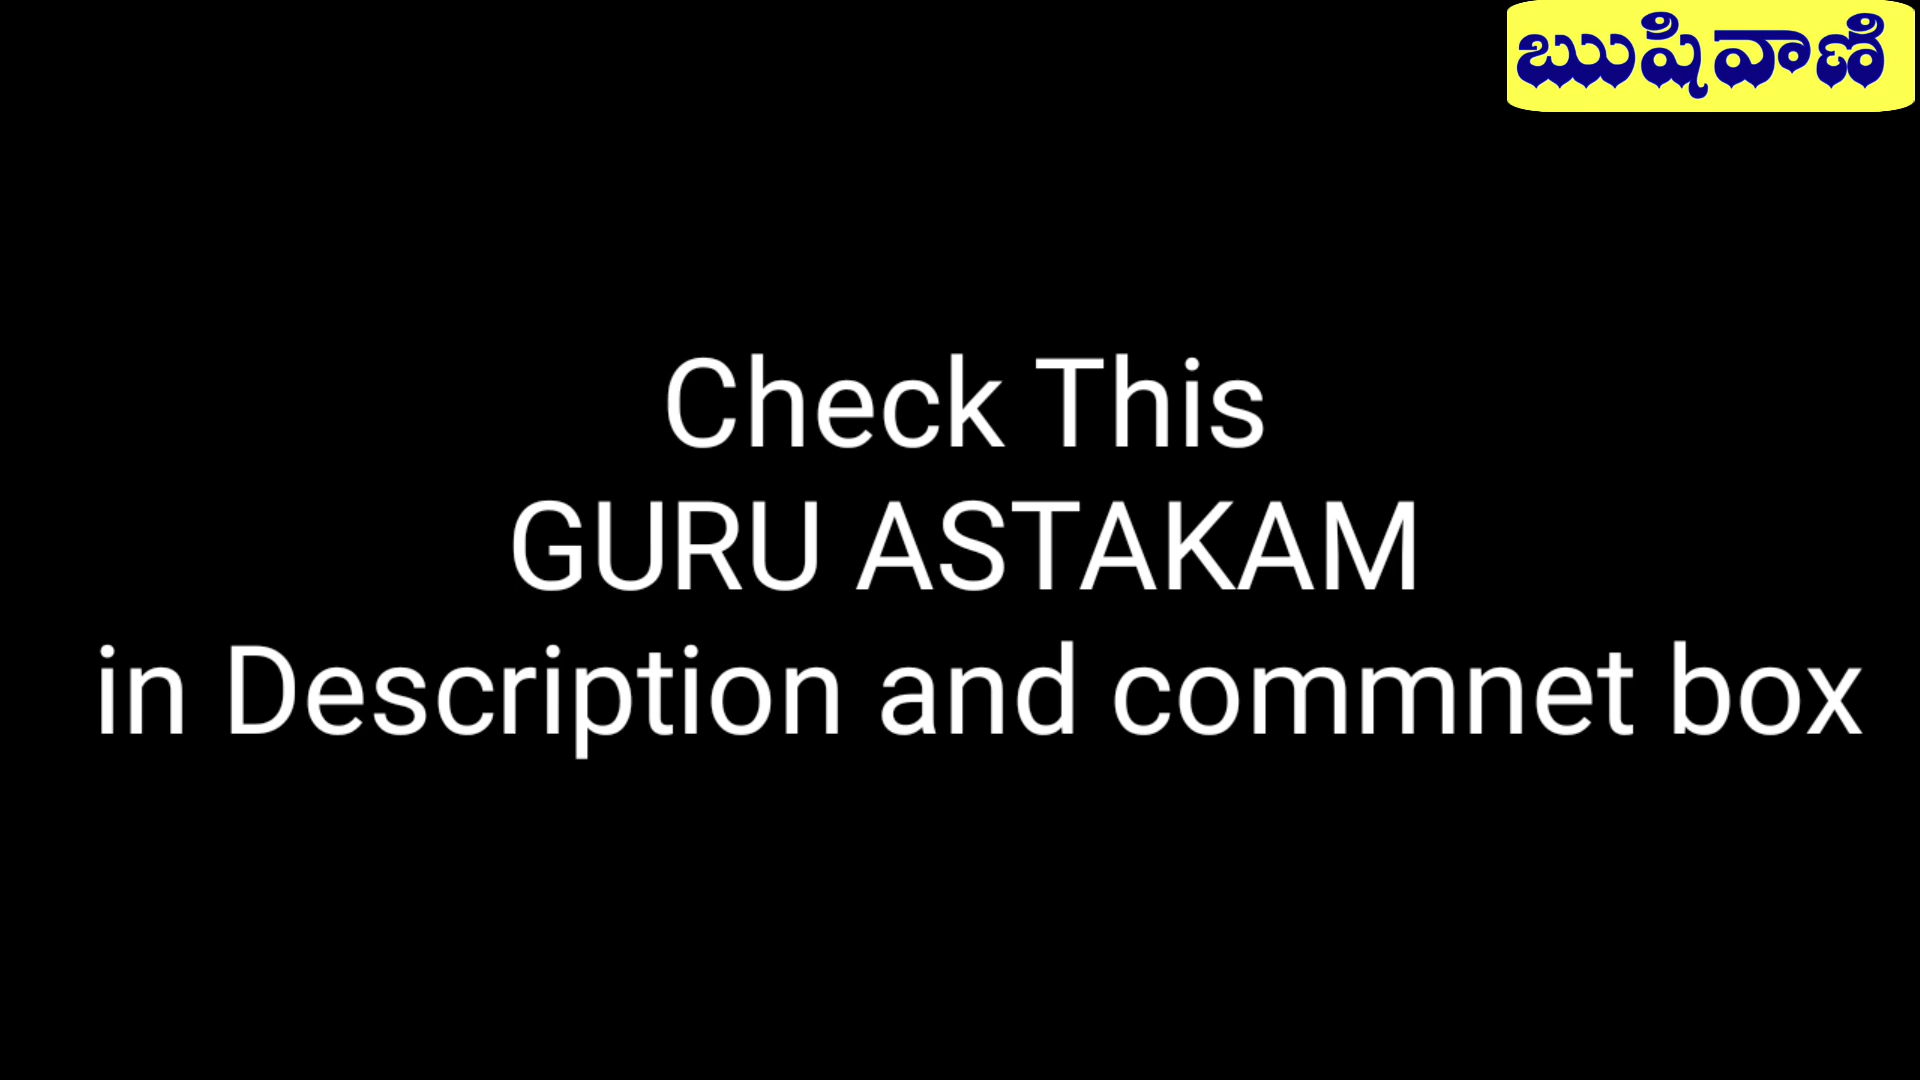 ಋಷಿವಾಣಿ
Check This
GURU ASTAKAM
in Description and commnet box